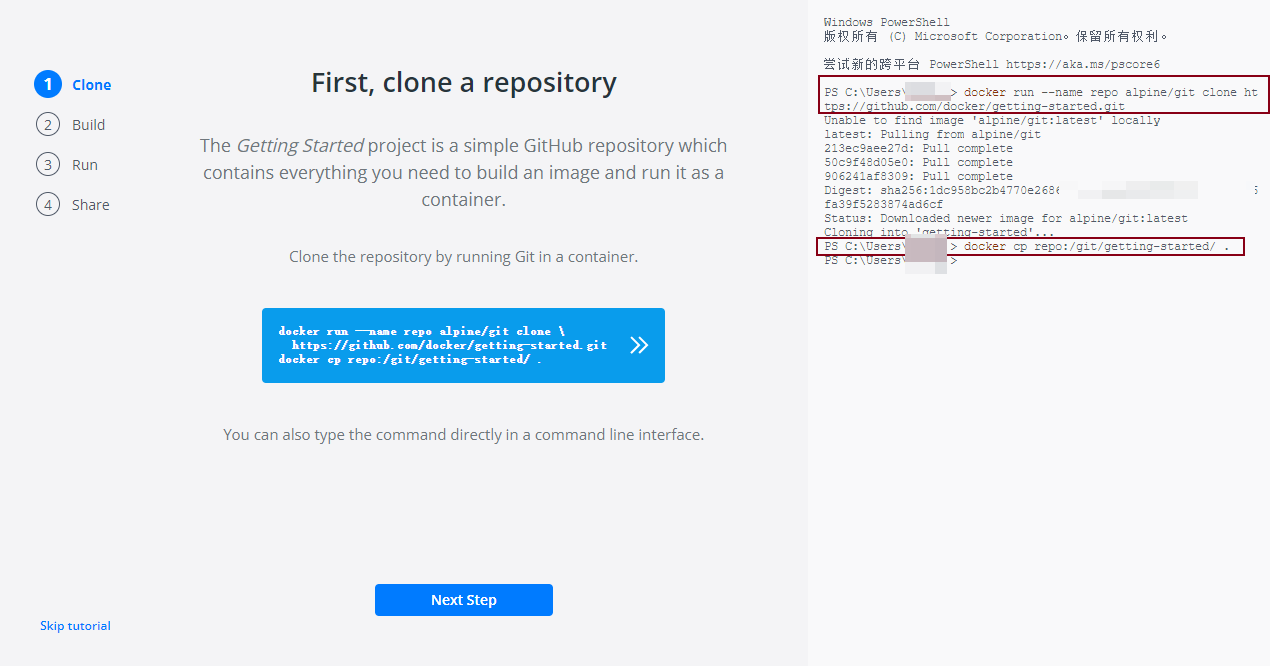 First, clone a repository
1 Clone
2 Build
3 Run
4 Share
The Getting Started project is a simple GitHub repository which
contains everything you need to build an image and run it as a
container.
Clone the repository by running Git in a container.
docker run --name repo alpine/git clone \
https://github.com/docker/getting-started.git
docker cp repo:/git/getting-started/ .
You can also type the command directly in a command line interface.
Next Step
Skip tutorial
Windows PowerShell
版权所有 (C) Microsoft Corporation。保留所有权利。
尝试新的跨平台 PowerShell https://aka.ms/pscore6
PS C:\Users\ > docker run --name repo alpine/git clone ht
tps://github.com/docker/getting-started.git
Unable to find image 'alpine/git:latest' locally
latest: Pulling from alpine/git
213ec9aee27d: Pull complete
50c9f48d05e0: Pull complete
906241af8309: Pull complete
Digest: sha256:1dc958bc2b4770e268
fa39f5283874ad6cf
Status: Downloaded newer image for alpine/git:latest
Cloning into 'getting-started'...
PS C:\Users\ > docker cp repo:/git/getting-started/ .
PS C:\Users\ >